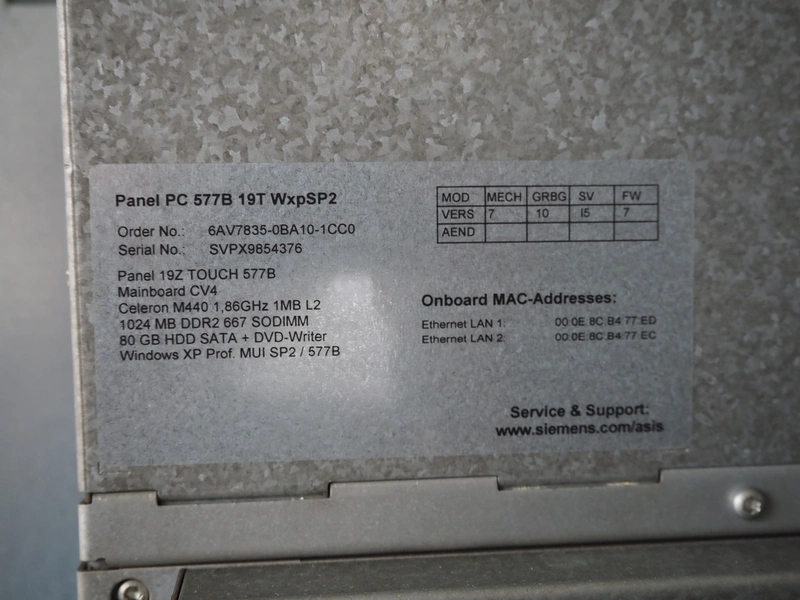 Panel PC 577B 19T WxpSP2
Order No.: 6AV7835-0BA10-1CC0
Serial No.: SVPX9854376
Panel 19Z TOUCH 577B
Mainboard CV4
Celeron M440 1,86GHz 1MB L2
1024 MB DDR2 667 SODIMM
80 GB HDD SATA + DVD-Writer
Windows XP Prof. MUI SP2 / 577B
MOD MECH GRBG SV FW
VERS 7 10 I5 7
AEND
Onboard MAC-Addresses:
Ethernet LAN 1: 00 0E 8C B4 77 ED
Ethernet LAN 2: 00 0E 8C B4 77 EC
Service & Support:
www.siemens.com/asis